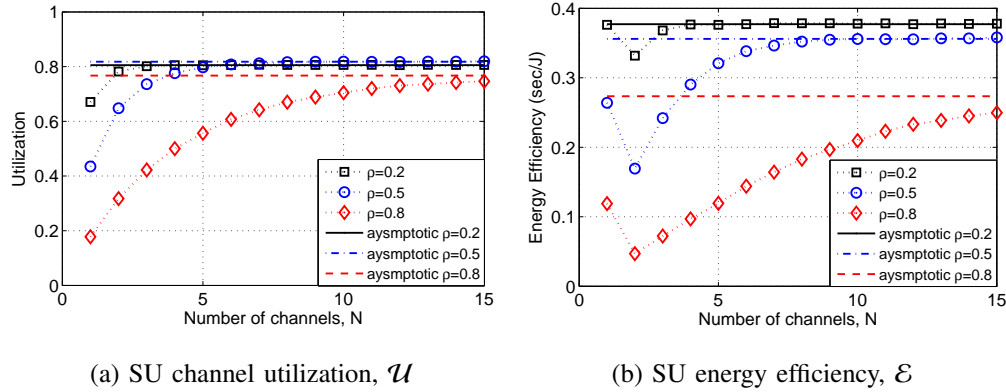 1
0.8
0.6
0.4
0.2
0
Utilization
0
5
10
15
Number of channels, N
ρ=0.2
ρ=0.5
ρ=0.8
aysmptotic ρ=0.2
aysmptotic ρ=0.5
aysmptotic ρ=0.8
(a) SU channel utilization, 𝒰
0.4
0.3
0.2
0.1
0
Energy Efficiency (sec/J)
0
5
10
15
Number of channels, N
ρ=0.2
ρ=0.5
ρ=0.8
aysmptotic ρ=0.2
aysmptotic ρ=0.5
aysmptotic ρ=0.8
(b) SU energy efficiency, ℰ